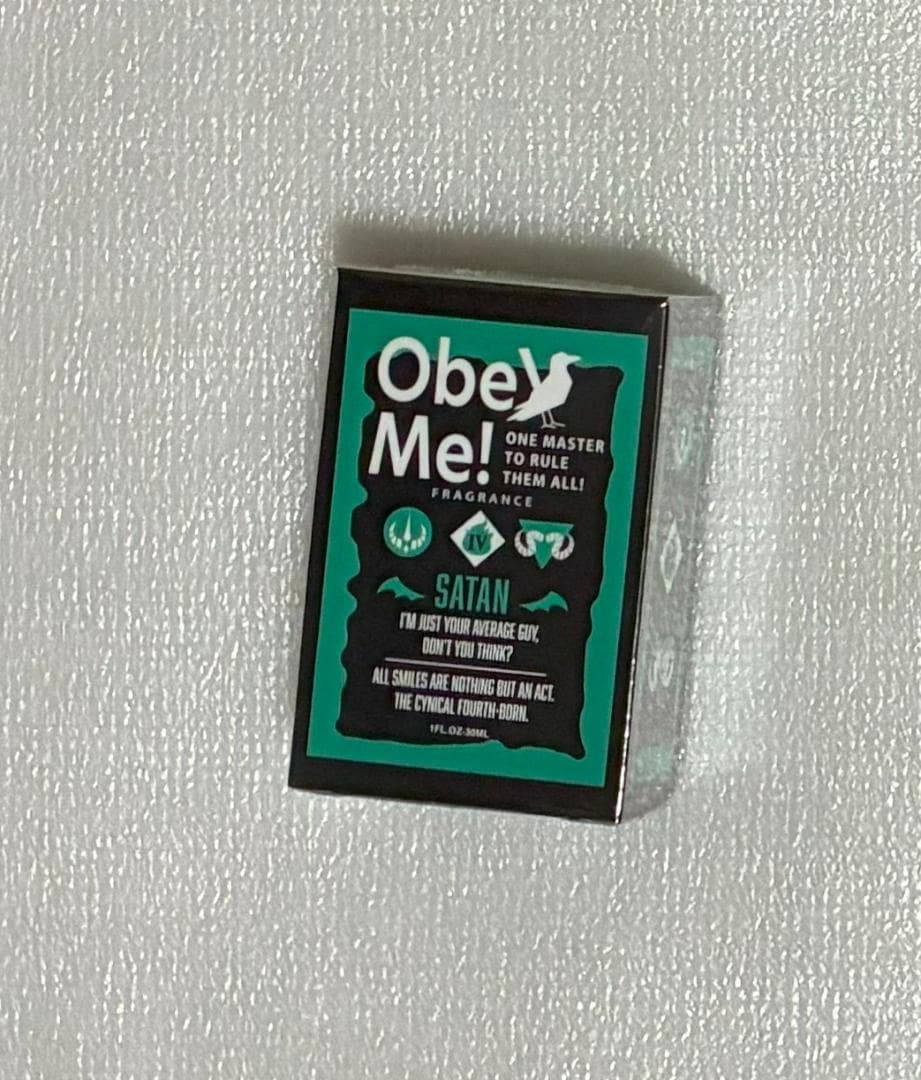 Obey
Me!
ONE MASTER
TO RULE
THEM ALL!
FRAGRANCE
IV
SATAN
I'M JUST YOUR AVERAGE GUY,
DON'T YOU THINK?
ALL SMILES ARE NOTHING BUT AN ACT.
THE CYNICAL FOURTH-BORN.
1FL.OZ-30ML